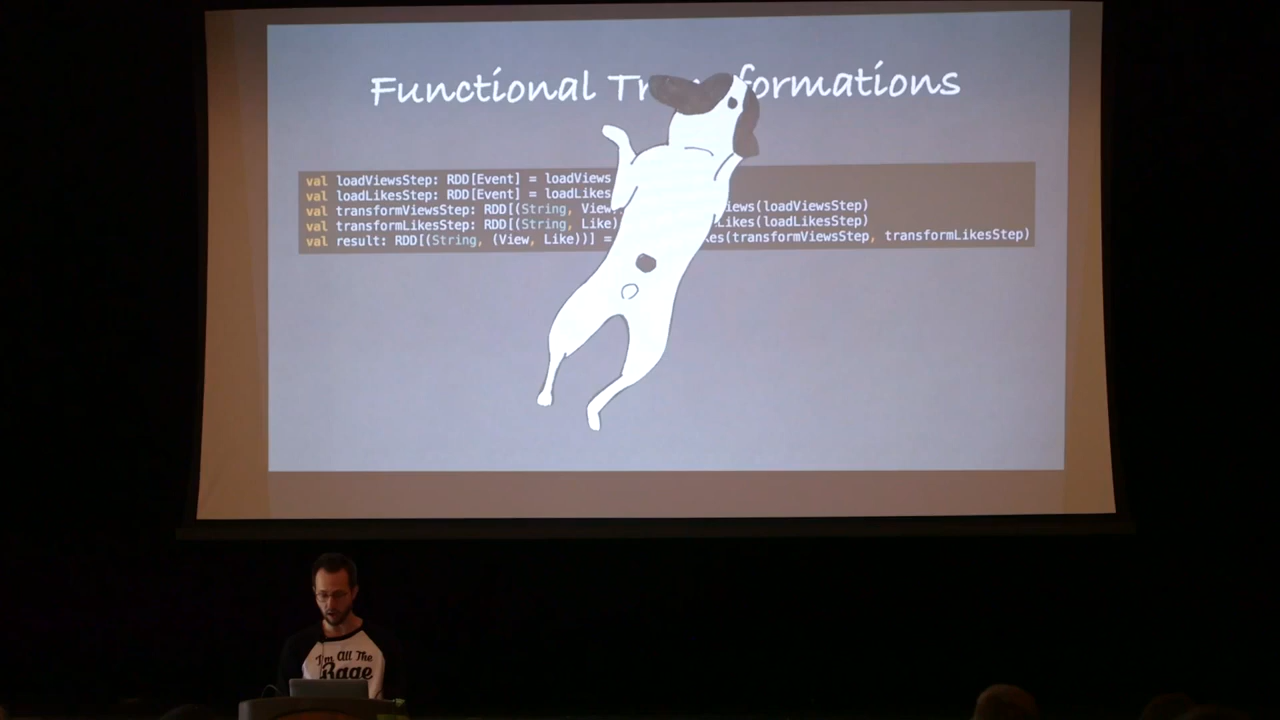 Functional Tr formations
val loadViewsStep: RDD[Event] = loadViews
val loadLikesStep: RDD[Event] = loadLikes
val transformViewsStep: RDD[(String, View iews(loadViewsStep)
val transformLikesStep: RDD[(String, Like) Likes(loadLikesStep)
val result: RDD[(String, (View, Like))] = kes(transformViewsStep, transformLikesStep)
I'm All The
Rage